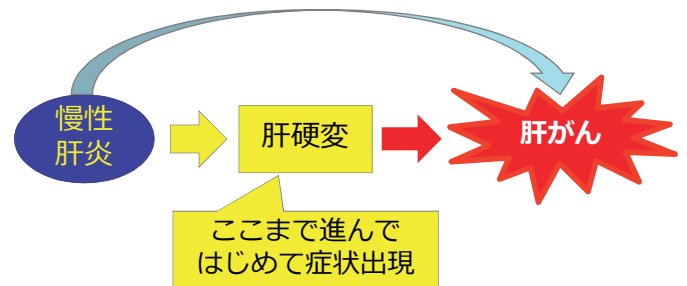 慢性
肝炎
肝硬変
肝がん
ここまで進んで
はじめて症状出現